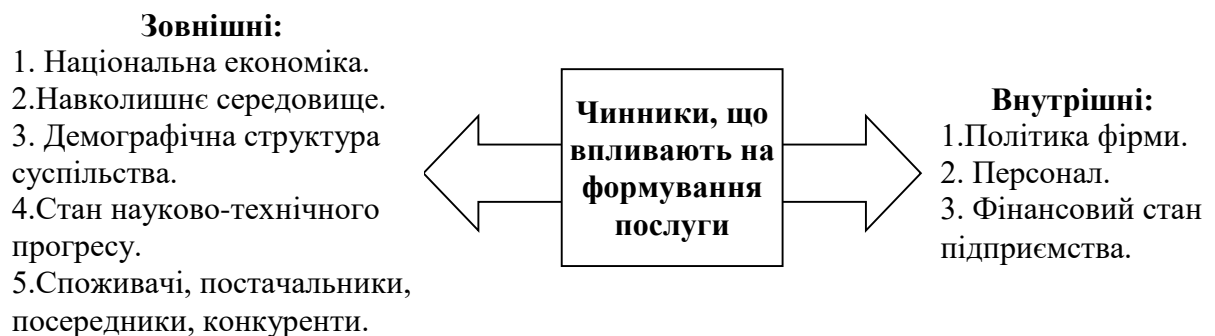 Зовнішні:
1. Національна економіка.
2.Навколишнє середовище.
3. Демографічна структура
суспільства.
4.Стан науково-технічного
прогресу.
5.Споживачі, постачальники,
посередники, конкуренти.
Чинники, що
впливають на
формування
послуги
Внутрішні:
1.Політика фірми.
2. Персонал.
3. Фінансовий стан
підприємства.